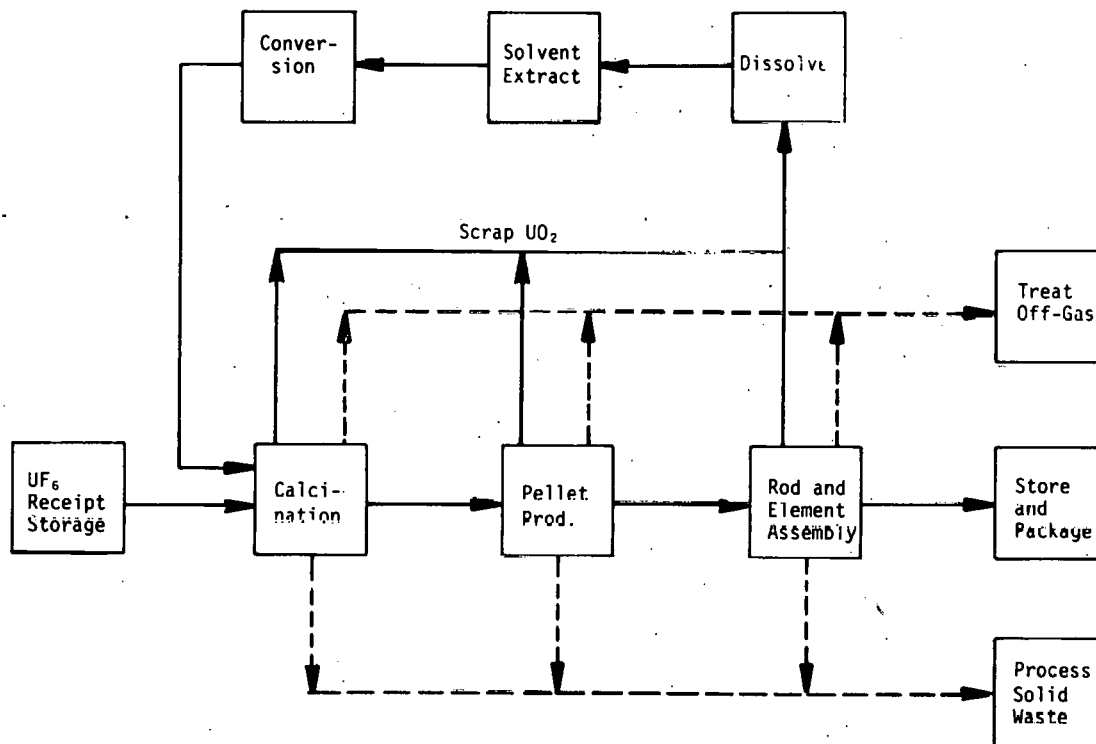 Conver-
sion
Solvent
Extract
Dissolve
Scrap UO₂
Treat
Off-Gas
UF₆
Receipt
Storage
Calci-
nation
Pellet
Prod.
Rod and
Element
Assembly
Store
and
Package
Process
Solid
Waste